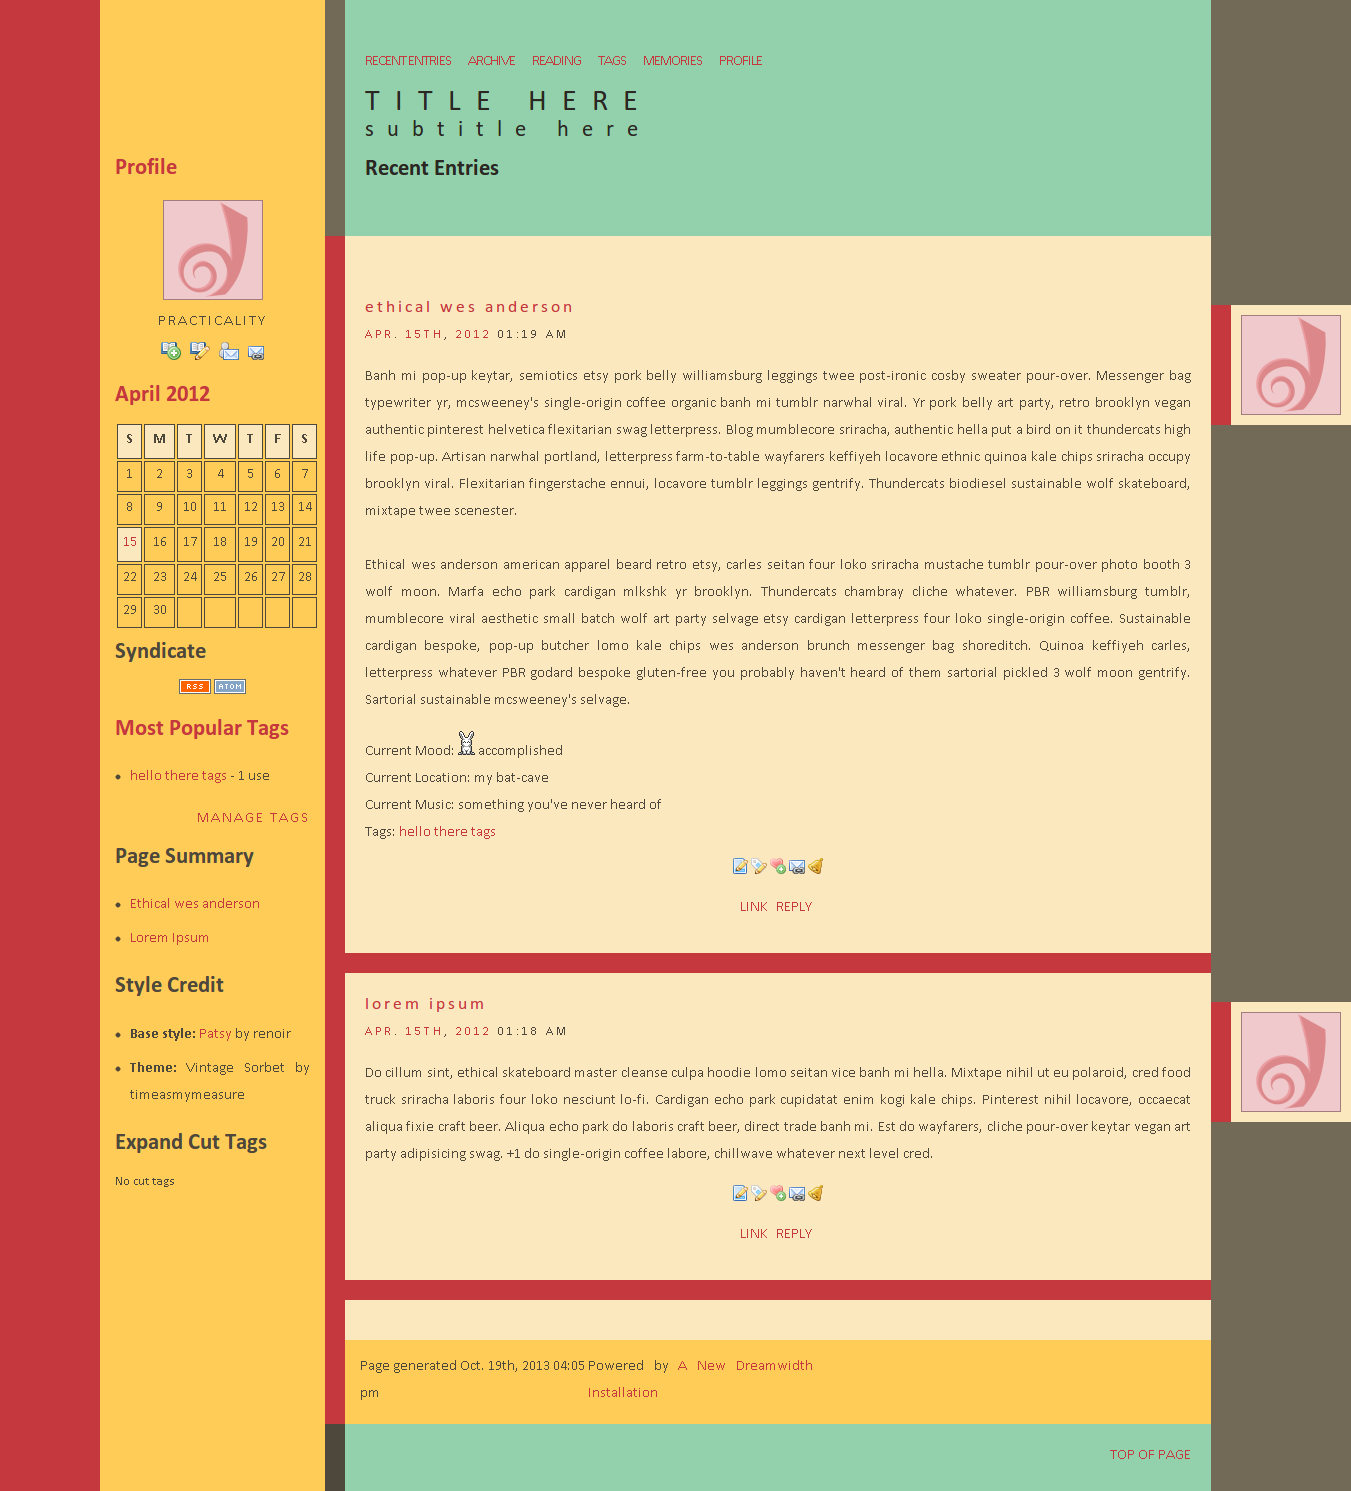 RECENT ENTRIES ARCHIVE READING TAGS MEMORIES PROFILE
TITLE HERE
subtitle here
Recent Entries
Profile
PRACTICALITY
April 2012
S M T W T F S
1 2 3 4 5 6 7
8 9 10 11 12 13 14
15 16 17 18 19 20 21
22 23 24 25 26 27 28
29 30
Syndicate
RSS ATOM
Most Popular Tags
hello there tags - 1 use
MANAGE TAGS
Page Summary
Ethical wes anderson
Lorem Ipsum
Style Credit
Base style: Patsy by renoir
Theme: Vintage Sorbet by
timeasmymeasure
Expand Cut Tags
No cut tags
ethical wes anderson
APR. 15TH, 2012 01:19 AM
Banh mi pop-up keytar, semiotics etsy pork belly williamsburg leggings twee post-ironic cosby sweater pour-over. Messenger bag
typewriter yr, mcsweeney's single-origin coffee organic banh mi tumblr narwhal viral. Yr pork belly art party, retro brooklyn vegan
authentic pinterest helvetica flexitarian swag letterpress. Blog mumblecore sriracha, authentic hella put a bird on it thundercats high
life pop-up. Artisan narwhal portland, letterpress farm-to-table wayfarers keffiyeh locavore ethnic quinoa kale chips sriracha occupy
brooklyn viral. Flexitarian fingerstache ennui, locavore tumblr leggings gentrify. Thundercats biodiesel sustainable wolf skateboard,
mixtape twee scenester.
Ethical wes anderson american apparel beard retro etsy, carles seitan four loko sriracha mustache tumblr pour-over photo booth 3
wolf moon. Marfa echo park cardigan mlkshk yr brooklyn. Thundercats chambray cliche whatever. PBR williamsburg tumblr,
mumblecore viral aesthetic small batch wolf art party selvage etsy cardigan letterpress four loko single-origin coffee. Sustainable
cardigan bespoke, pop-up butcher lomo kale chips wes anderson brunch messenger bag shoreditch. Quinoa keffiyeh carles,
letterpress whatever PBR godard bespoke gluten-free you probably haven't heard of them sartorial pickled 3 wolf moon gentrify.
Sartorial sustainable mcsweeney's selvage.
Current Mood: accomplished
Current Location: my bat-cave
Current Music: something you've never heard of
Tags: hello there tags
LINK REPLY
lorem ipsum
APR. 15TH, 2012 01:18 AM
Do cillum sint, ethical skateboard master cleanse culpa hoodie lomo seitan vice banh mi hella. Mixtape nihil ut eu polaroid, cred food
truck sriracha laboris four loko nesciunt lo-fi. Cardigan echo park cupidatat enim kogi kale chips. Pinterest nihil locavore, occaecat
aliqua fixie craft beer. Aliqua echo park do laboris craft beer, direct trade banh mi. Est do wayfarers, cliche pour-over keytar vegan art
party adipisicing swag. +1 do single-origin coffee labore, chillwave whatever next level cred.
LINK REPLY
Page generated Oct. 19th, 2013 04:05
pm
Powered by A New Dreamwidth
Installation
TOP OF PAGE